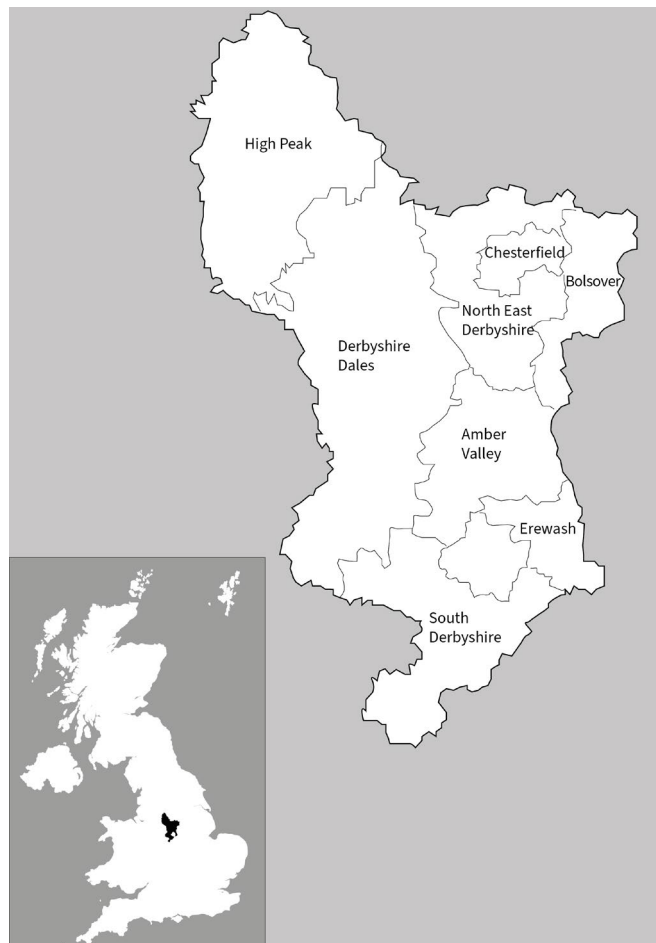 High Peak
Chesterfield
Bolsover
North East
Derbyshire
Derbyshire
Dales
Amber
Valley
Erewash
South
Derbyshire